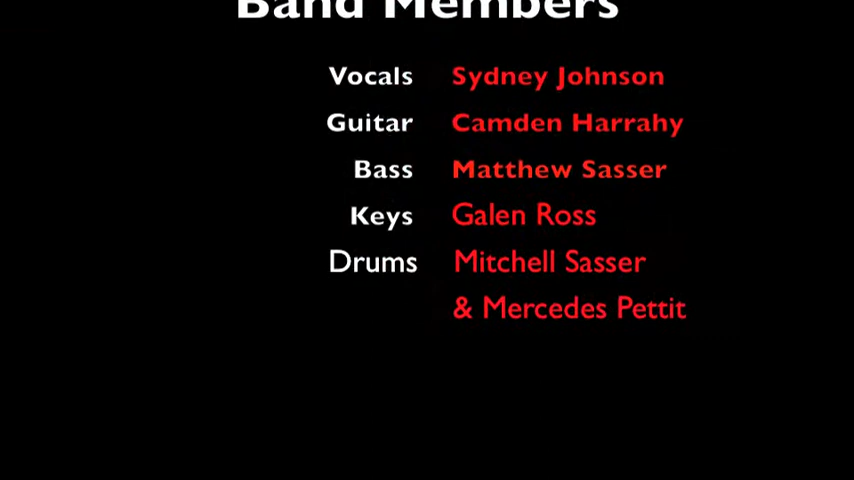 Band Members
Vocals Sydney Johnson
Guitar Camden Harrahy
Bass Matthew Sasser
Keys Galen Ross
Drums Mitchell Sasser
& Mercedes Pettit